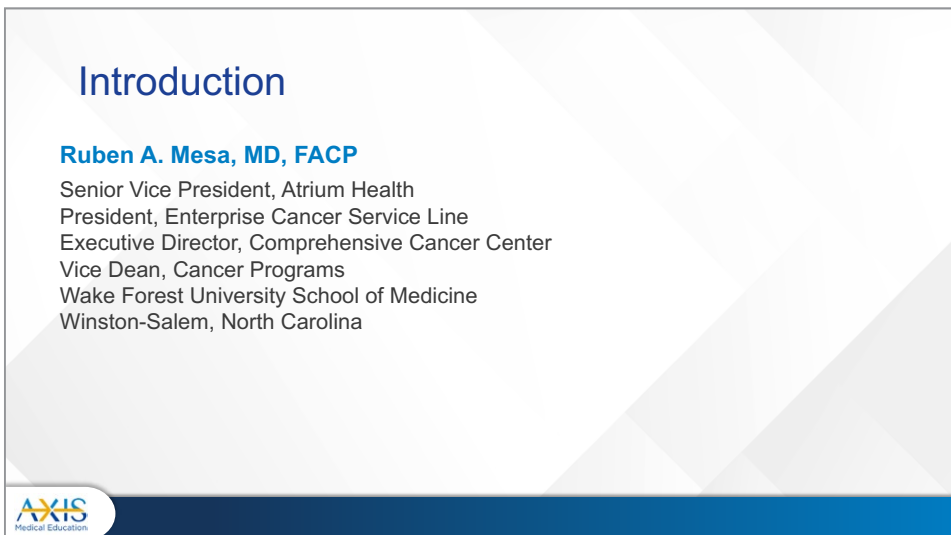 Introduction
Ruben A. Mesa, MD, FACP
Senior Vice President, Atrium Health
President, Enterprise Cancer Service Line
Executive Director, Comprehensive Cancer Center
Vice Dean, Cancer Programs
Wake Forest University School of Medicine
Winston-Salem, North Carolina
AXIS
Medical Education